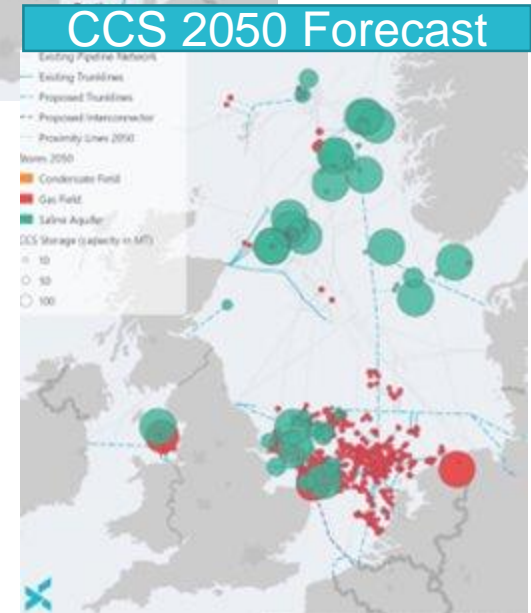 CCS 2050 Forecast
Existing Pipeline Network
Existing Trunklines
Proposed Trunklines
Proposed Interconnector
Proximity Lines 2050
Stores 2050
Condensate Field
Gas Field
Saline Aquifer
CCS Storage (capacity in MT)
10
50
100